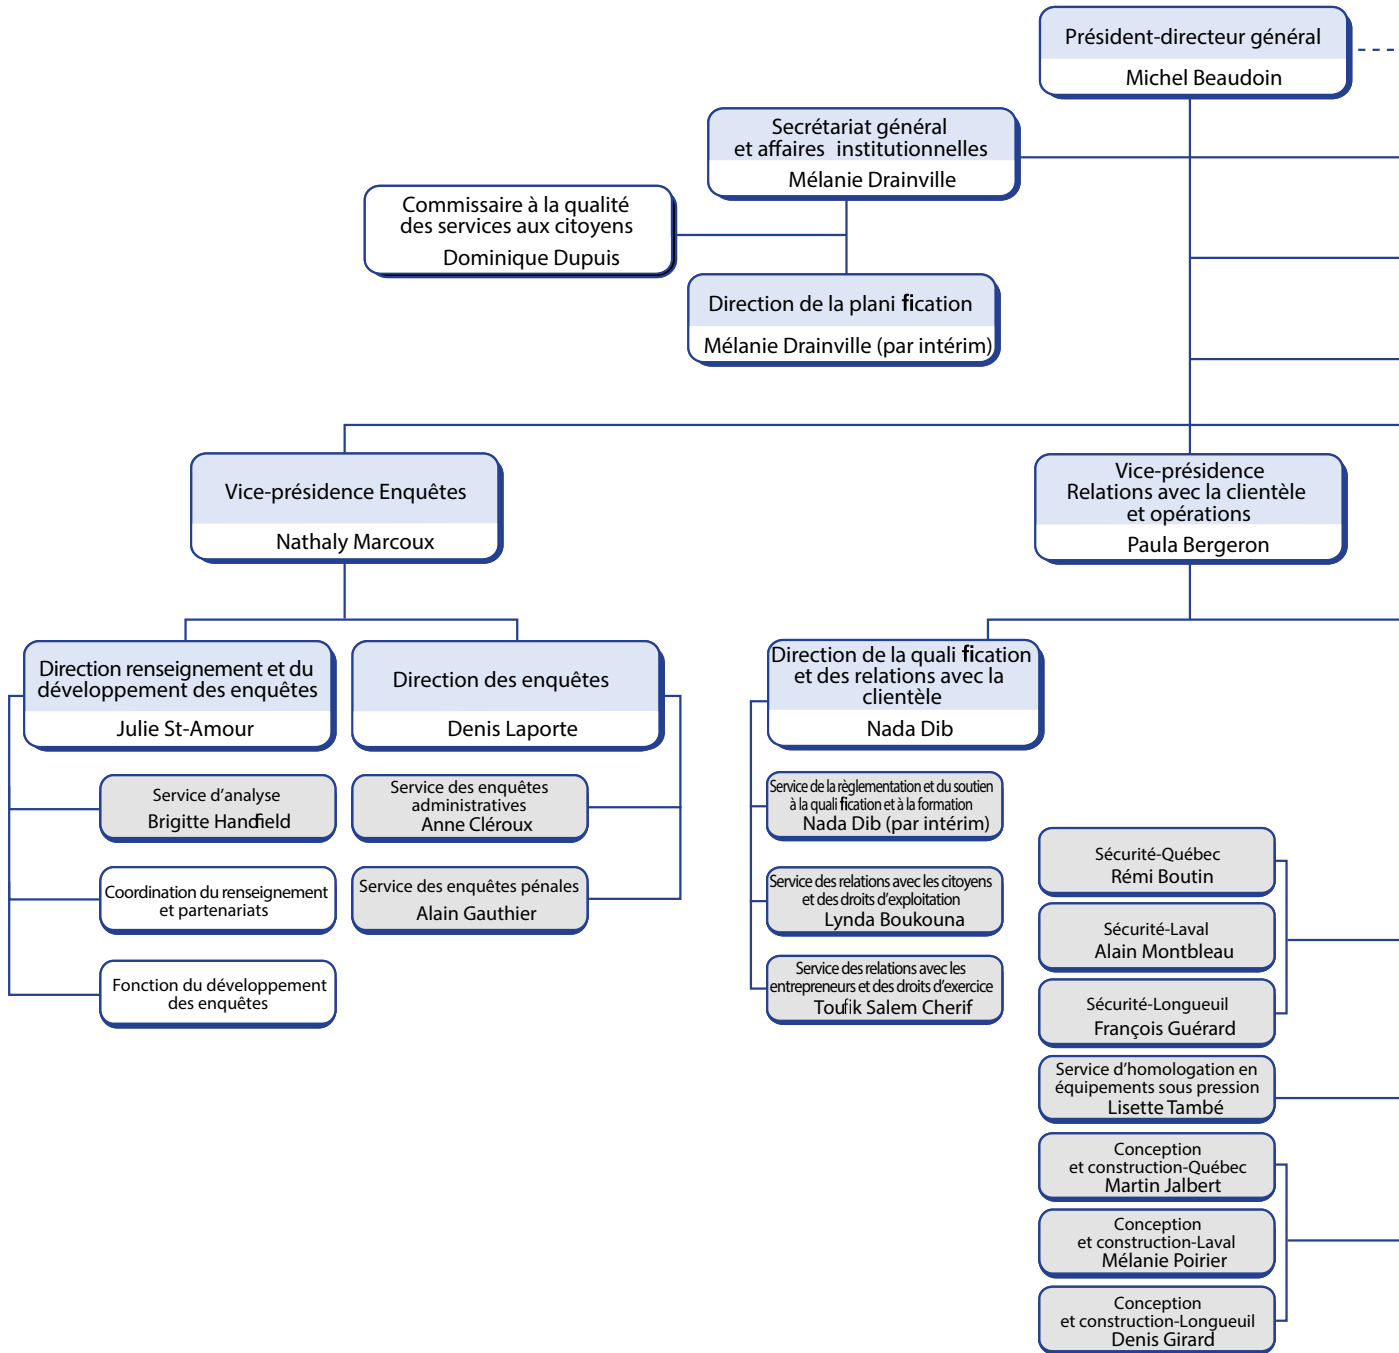 Président-directeur général
Michel Beaudoin
Secrétariat général
et affaires institutionnelles
Mélanie Drainville
Commissaire à la qualité
des services aux citoyens
Dominique Dupuis
Direction de la plani fication
Mélanie Drainville (par intérim)
Vice-présidence Enquêtes
Nathaly Marcoux
Vice-présidence
Relations avec la clientèle
et opérations
Paula Bergeron
Direction renseignement et du
développement des enquêtes
Julie St-Amour
Direction des enquêtes
Denis Laporte
Direction de la quali fication
et des relations avec la
clientèle
Nada Dib
Service d'analyse
Brigitte Handfield
Coordination du renseignement
et partenariats
Fonction du développement
des enquêtes
Service des enquêtes
administratives
Anne Cléroux
Service des enquêtes pénales
Alain Gauthier
Service de la règlementation et du soutien
à la quali fication et à la formation
Nada Dib (par intérim)
Service des relations avec les citoyens
et des droits d'exploitation
Lynda Boukouna
Service des relations avec les
entrepreneurs et des droits d'exercice
Toufik Salem Cherif
Sécurité-Québec
Rémi Boutin
Sécurité-Laval
Alain Montbleau
Sécurité-Longueuil
François Guérard
Service d'homologation en
équipements sous pression
Lisette També
Conception
et construction-Québec
Martin Jalbert
Conception
et construction-Laval
Mélanie Poirier
Conception
et construction-Longueuil
Denis Girard